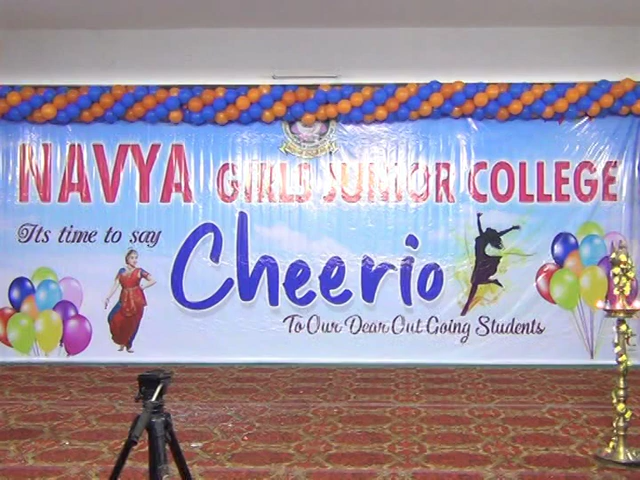 NAVYA GIRLS JUNIOR COLLEGE
Its time to say
Cheerio
To Our Dear Out Going Students